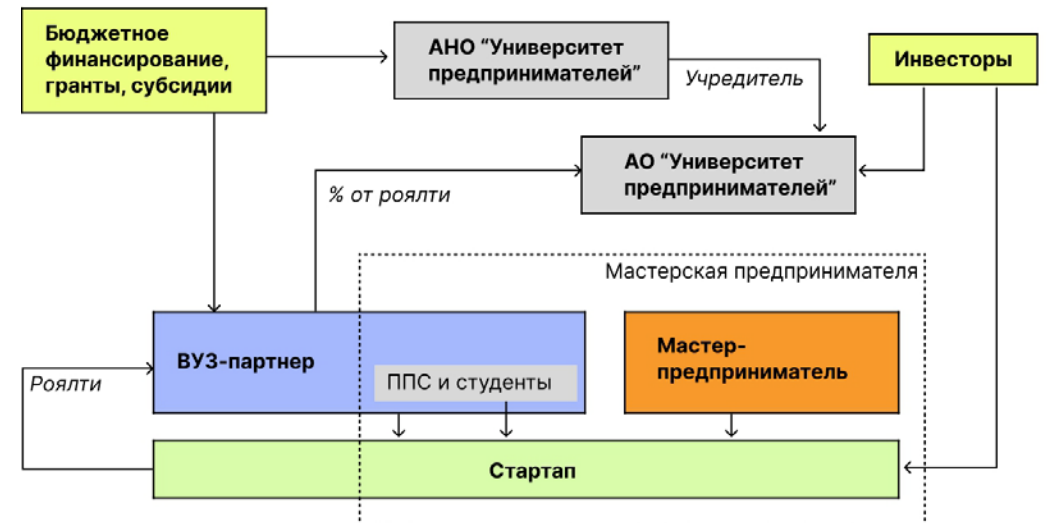 Бюджетное
финансирование,
гранты, субсидии
АНО “Университет
предпринимателей”
Учредитель
Инвесторы
АО “Университет
предпринимателей”
% от роялти
Мастерская предпринимателя
ВУЗ-партнер
ППС и студенты
Мастер-
предприниматель
Роялти
Стартап